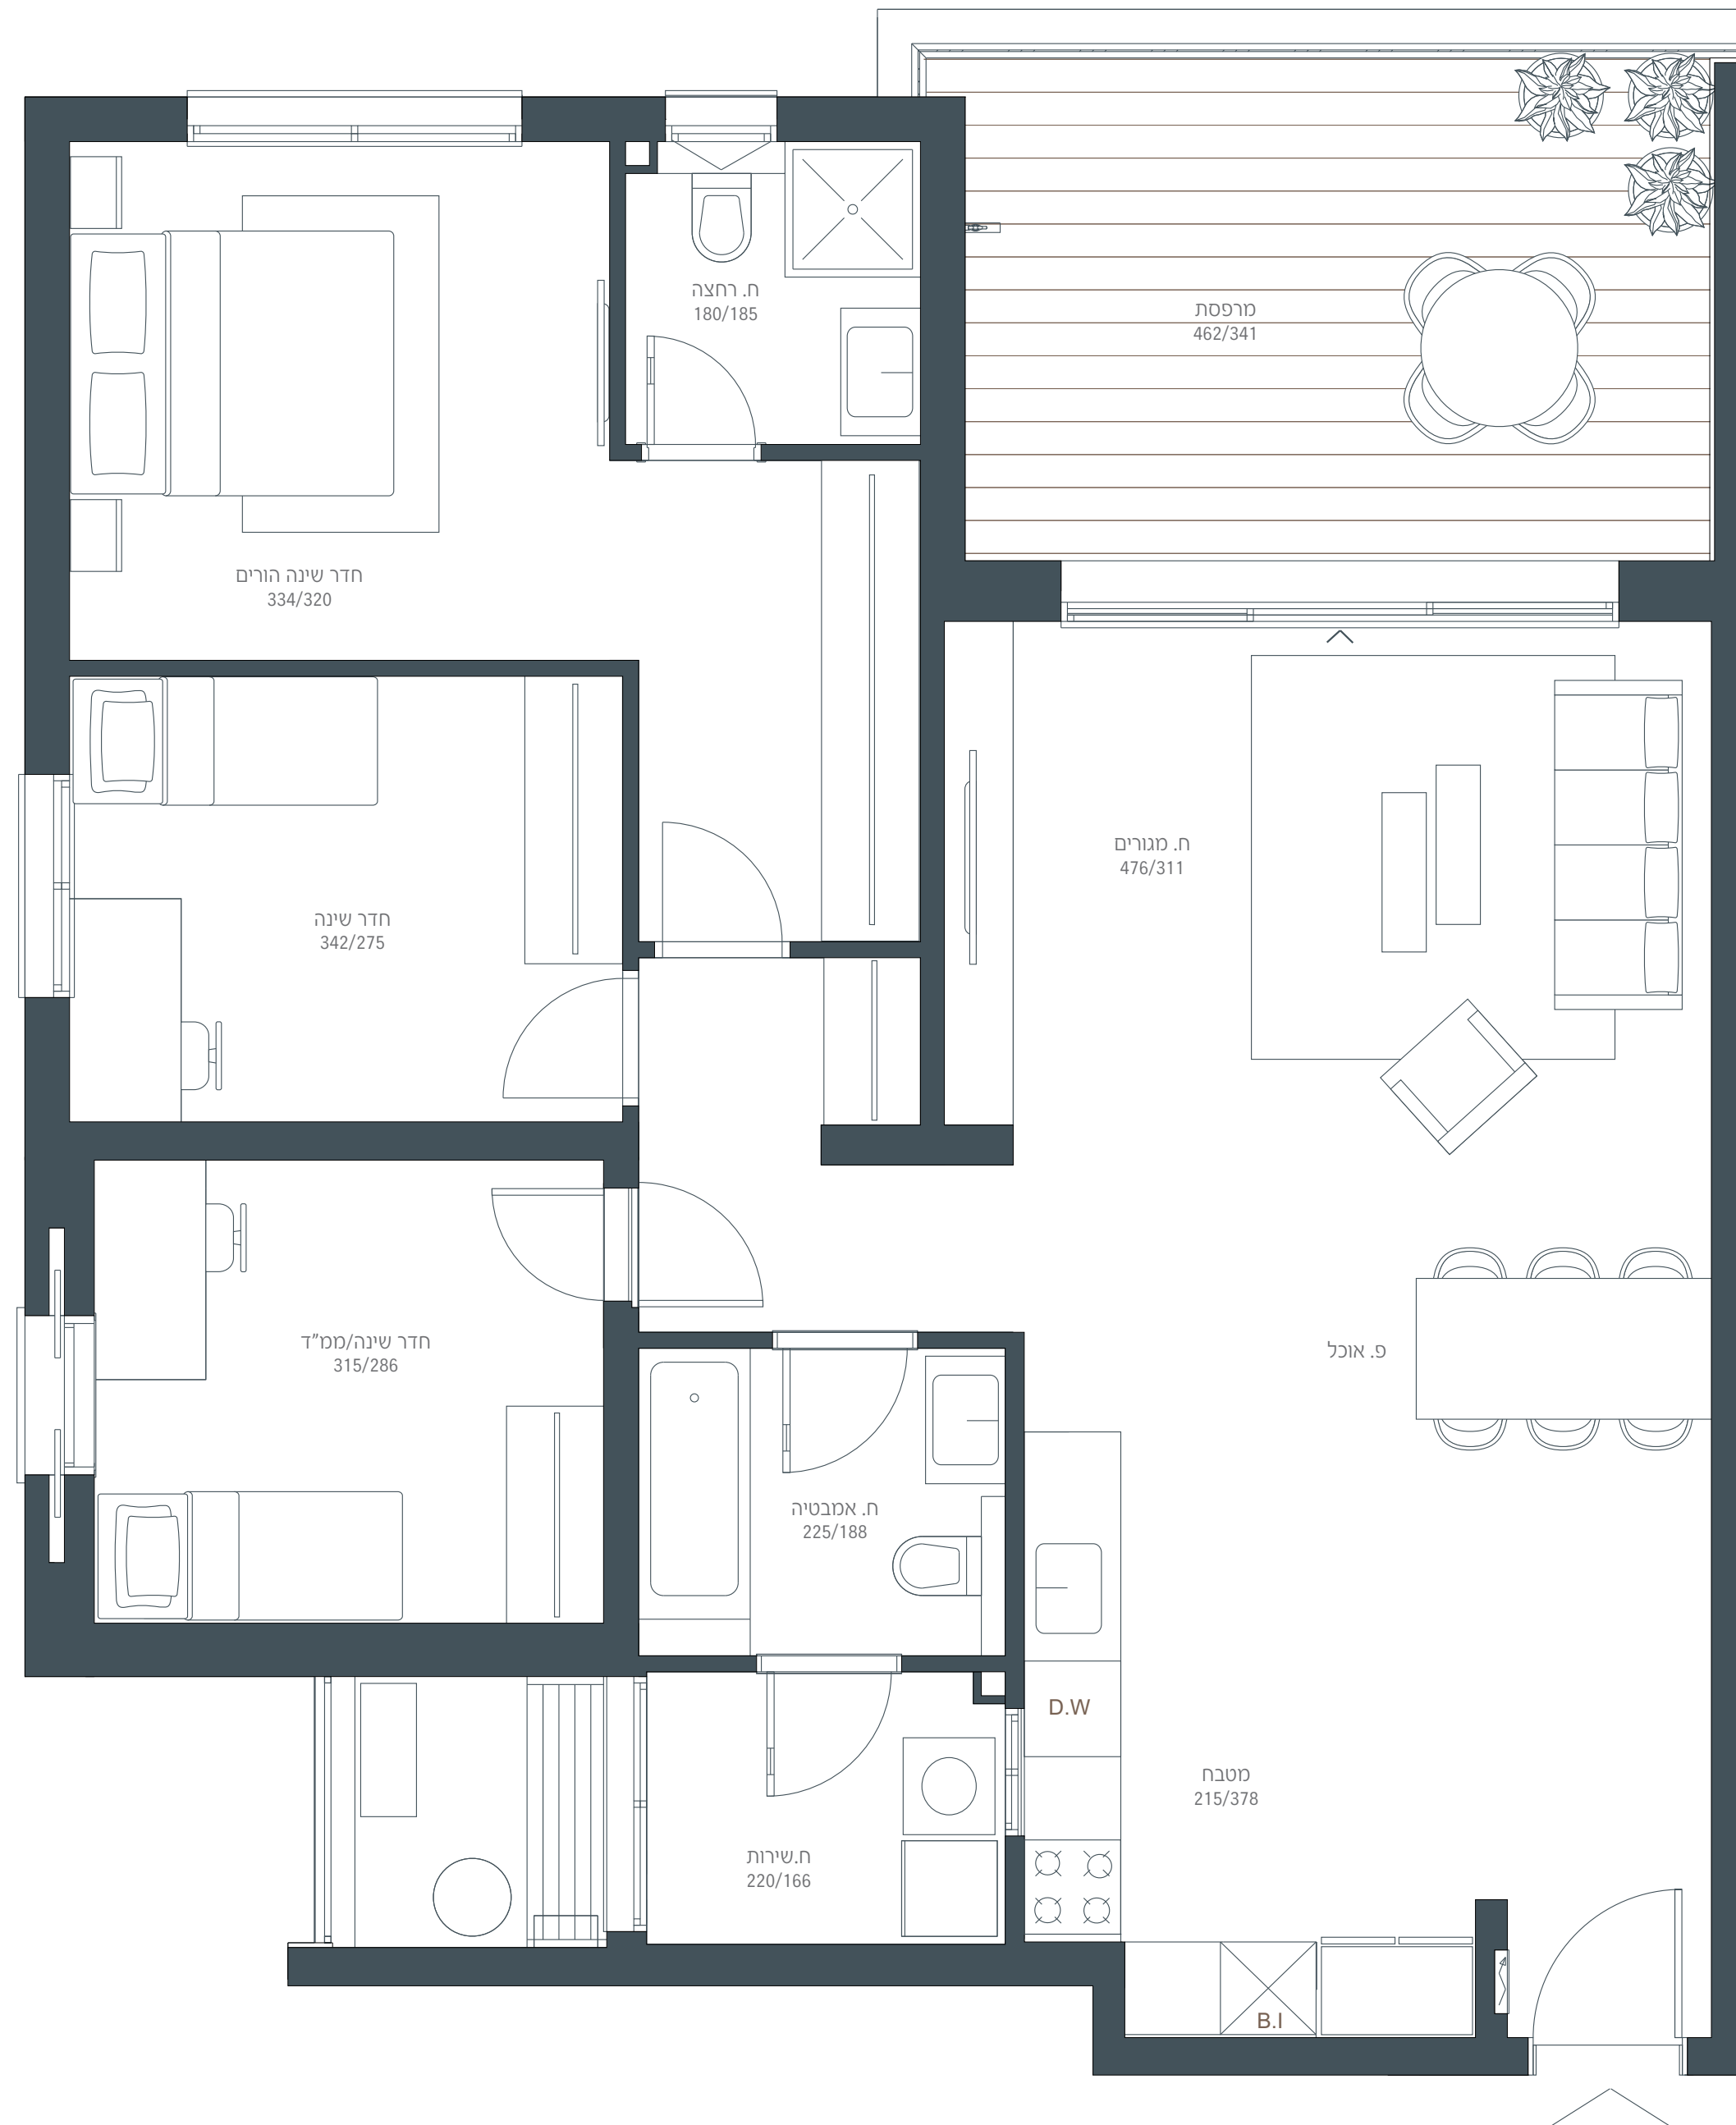 ח. רחצה
180/185
מרפסת
462/341
חדר שינה הורים
334/320
ח. מגורים
476/311
חדר שינה
342/275
חדר שינה/ממ"ד
315/286
פ. אוכל
ח. אמבטיה
225/188
D.W
מטבח
215/378
ח.שירות
220/166
B.I